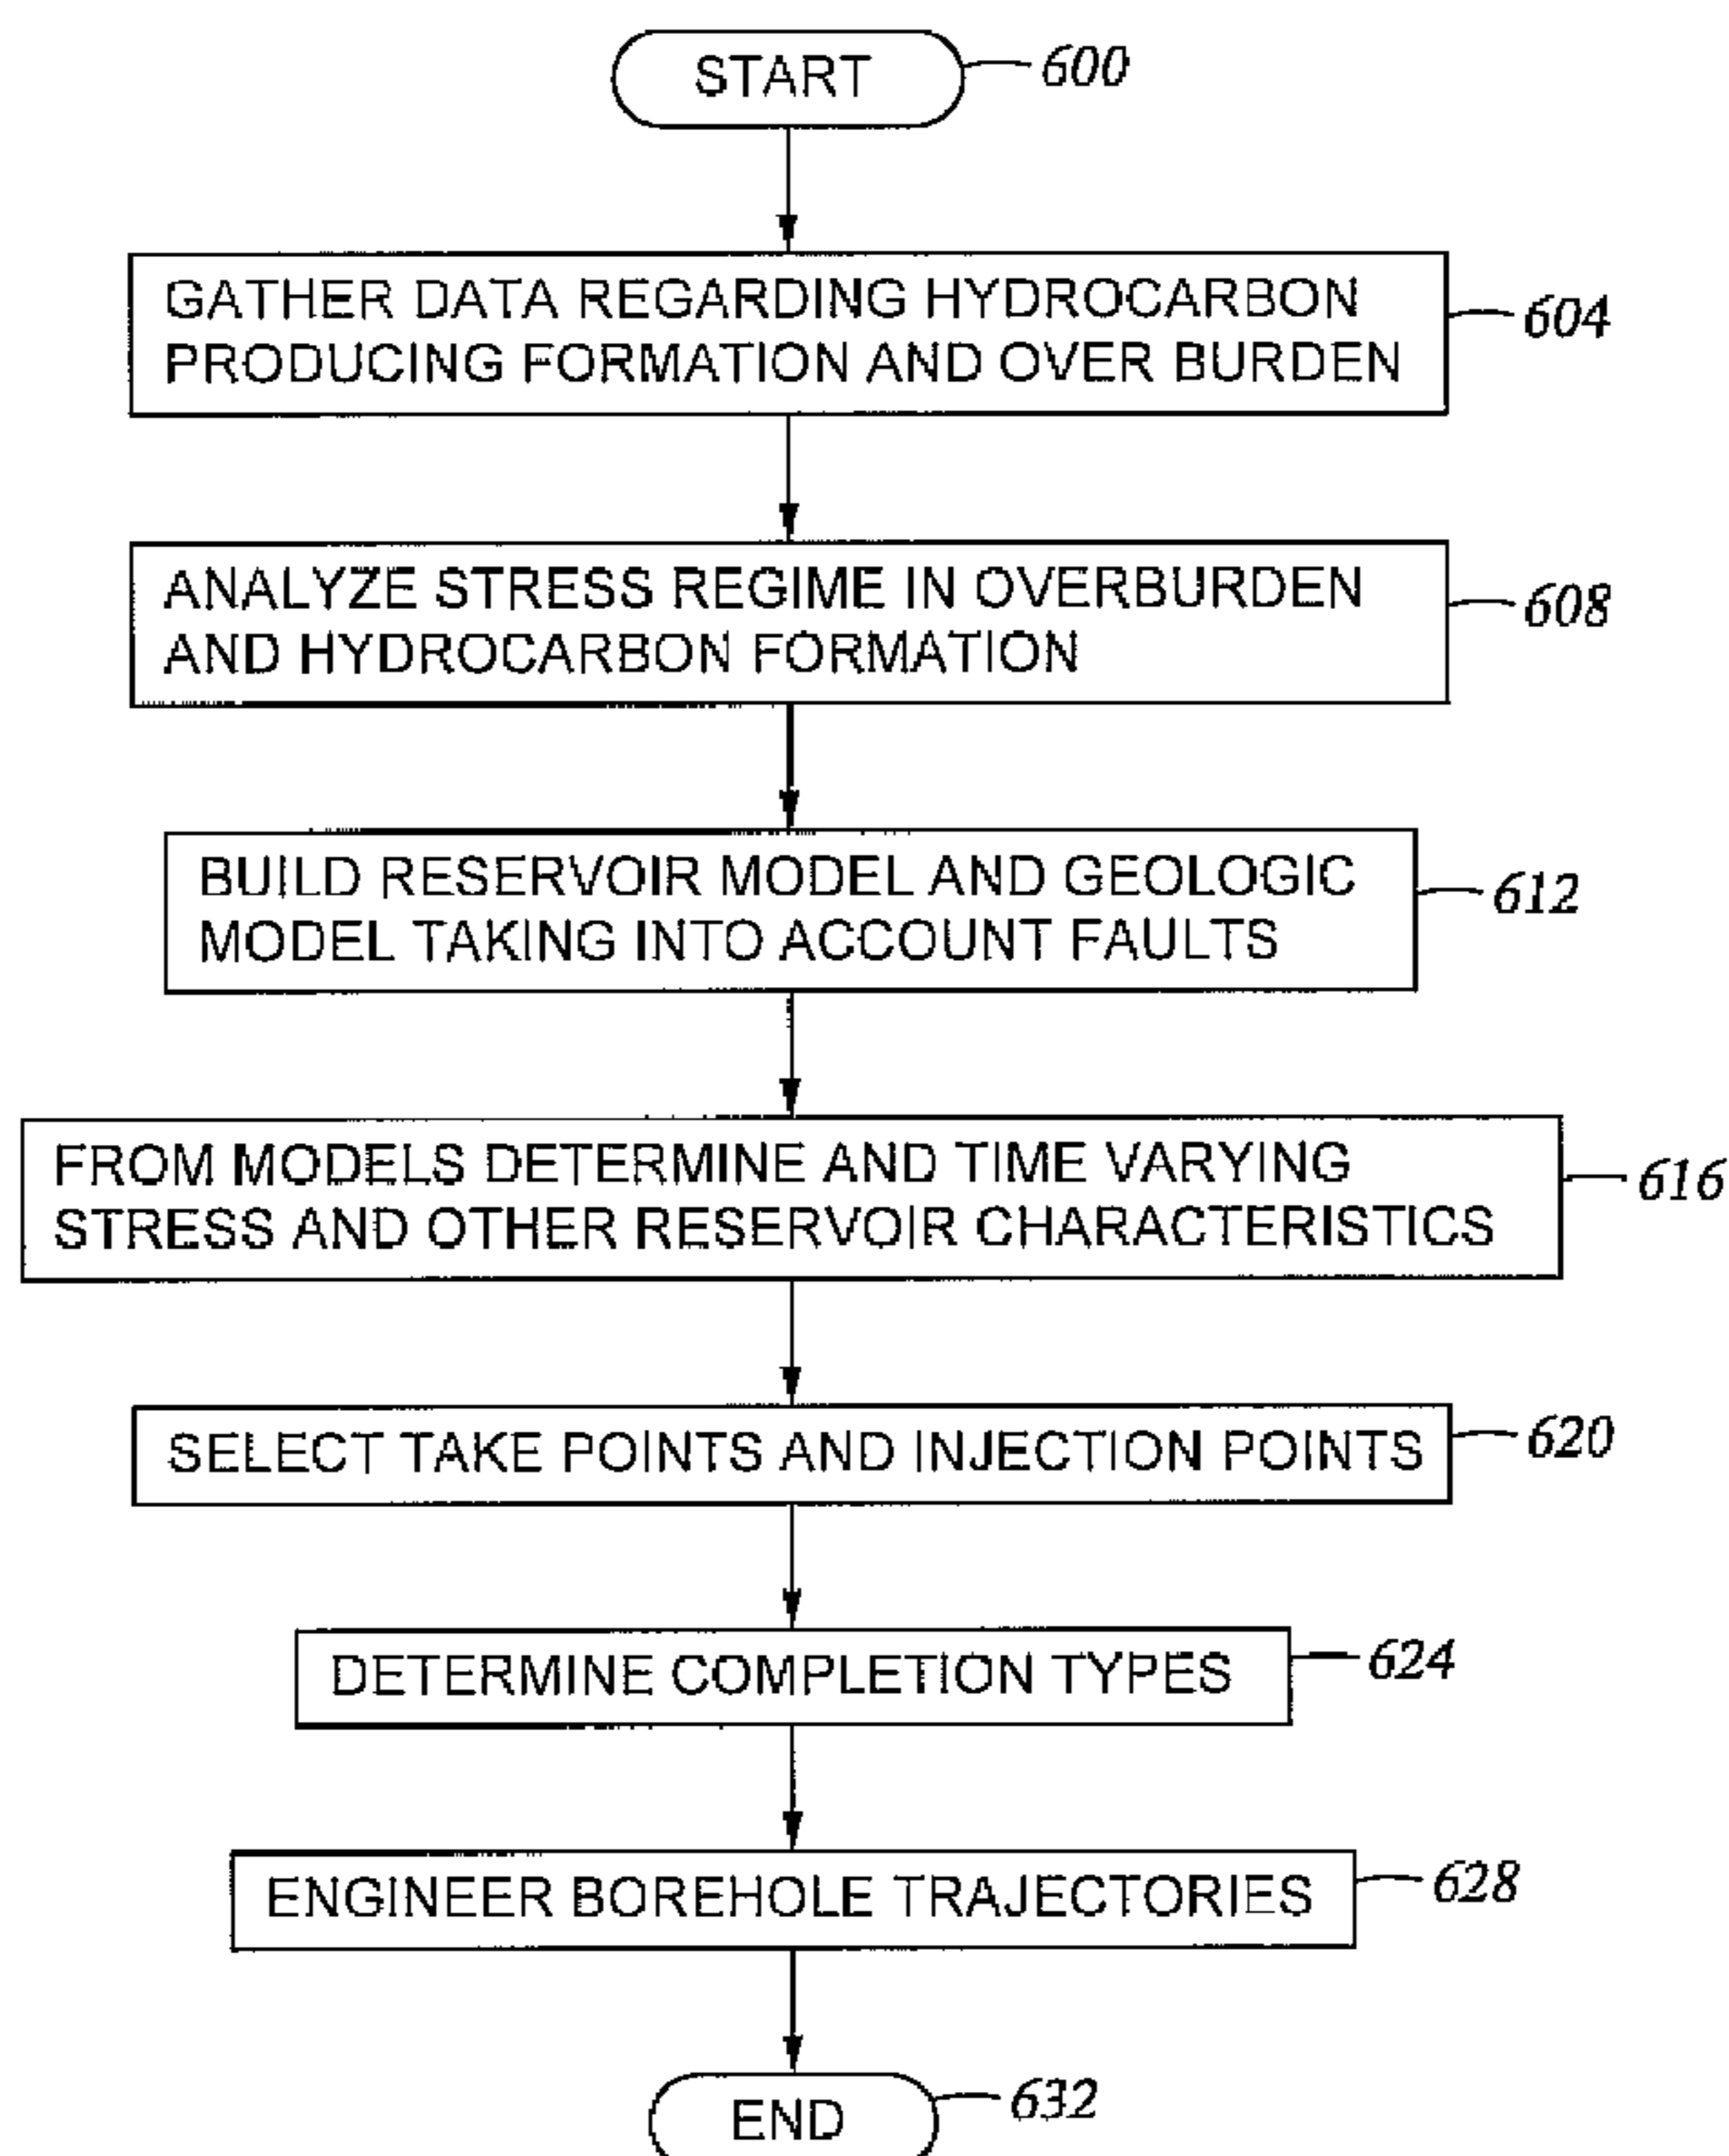 START 600
GATHER DATA REGARDING HYDROCARBON
PRODUCING FORMATION AND OVER BURDEN
604
ANALYZE STRESS REGIME IN OVERBURDEN
AND HYDROCARBON FORMATION
608
BUILD RESERVOIR MODEL AND GEOLOGIC
MODEL TAKING INTO ACCOUNT FAULTS
612
FROM MODELS DETERMINE AND TIME VARYING
STRESS AND OTHER RESERVOIR CHARACTERISTICS
616
SELECT TAKE POINTS AND INJECTION POINTS 620
DETERMINE COMPLETION TYPES 624
ENGINEER BOREHOLE TRAJECTORIES 628
END 632